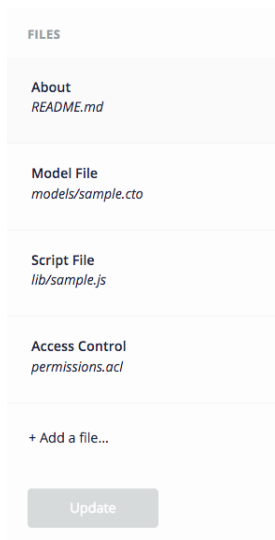 FILES
About
README.md
Model File
models/sample.cto
Script File
lib/sample.js
Access Control
permissions.acl
+ Add a file...
Update